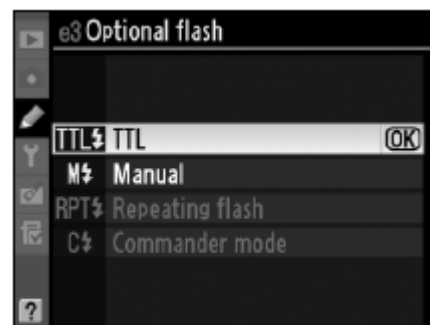 e3 Optional flash
TTL⚡ TTL OK
M⚡ Manual
RPT⚡ Repeating flash
C⚡ Commander mode
?